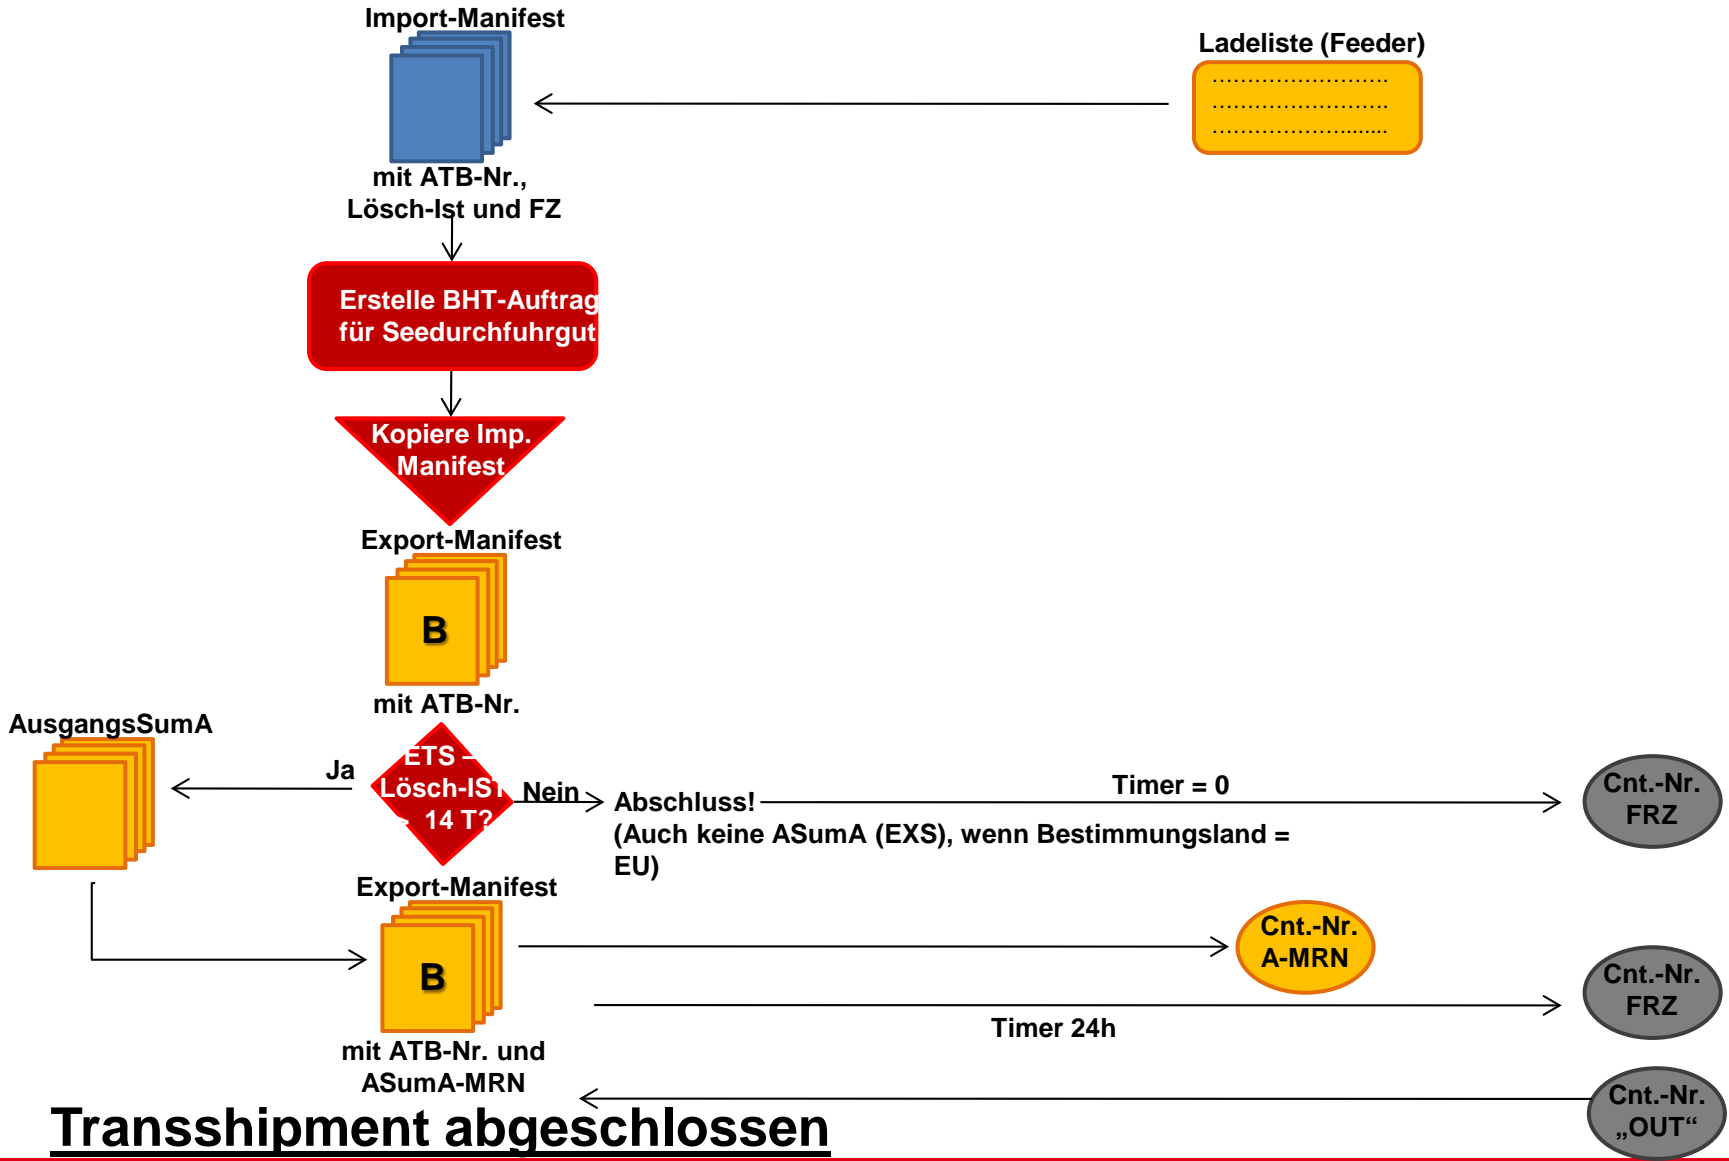 Import-Manifest
Ladeliste (Feeder)
……………………
……………………
………………........
mit ATB-Nr.,
Lösch-Ist und FZ
Erstelle BHT-Auftrag
für Seedurchfuhrgut
Kopiere Imp.
Manifest
Export-Manifest
B
mit ATB-Nr.
AusgangsSumA
Ja
ETS –
Lösch-IST
> 14 T?
Nein
Abschluss!
(Auch keine ASumA (EXS), wenn Bestimmungsland =
EU)
Timer = 0
Cnt.-Nr.
FRZ
Export-Manifest
B
Cnt.-Nr.
A-MRN
Cnt.-Nr.
FRZ
Timer 24h
mit ATB-Nr. und
ASumA-MRN
Cnt.-Nr.
„OUT“
Transshipment abgeschlossen